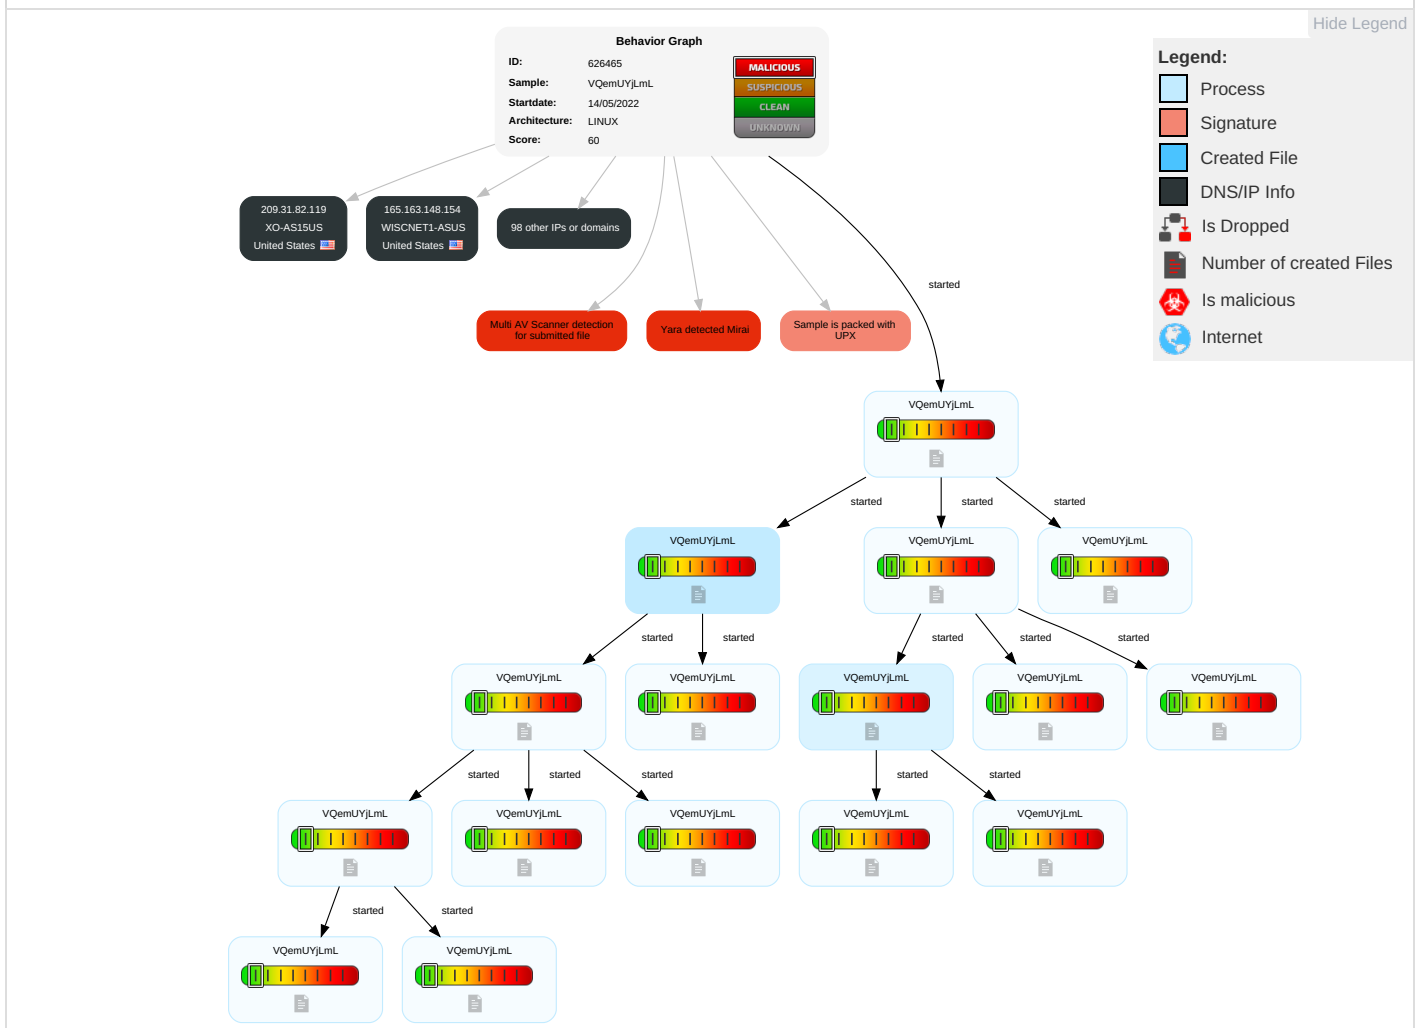 Hide Legend
Behavior Graph
ID: 626465
Sample: VQemUYjLmL
Startdate: 14/05/2022
Architecture: LINUX
Score: 60
MALICIOUS
SUSPICIOUS
CLEAN
UNKNOWN
Legend:
Process
Signature
Created File
DNS/IP Info
Is Dropped
Number of created Files
Is malicious
Internet
209.31.82.119
XO-AS15US
United States
165.163.148.154
WISCNET1-ASUS
United States
98 other IPs or domains
started
Multi AV Scanner detection
for submitted file
Yara detected Mirai
Sample is packed with
UPX
VQemUYjLmL
started
started
started
VQemUYjLmL
VQemUYjLmL
VQemUYjLmL
started
started
started
started
started
VQemUYjLmL
VQemUYjLmL
VQemUYjLmL
VQemUYjLmL
VQemUYjLmL
started
started
started
started
started
VQemUYjLmL
VQemUYjLmL
VQemUYjLmL
VQemUYjLmL
VQemUYjLmL
started
started
VQemUYjLmL
VQemUYjLmL